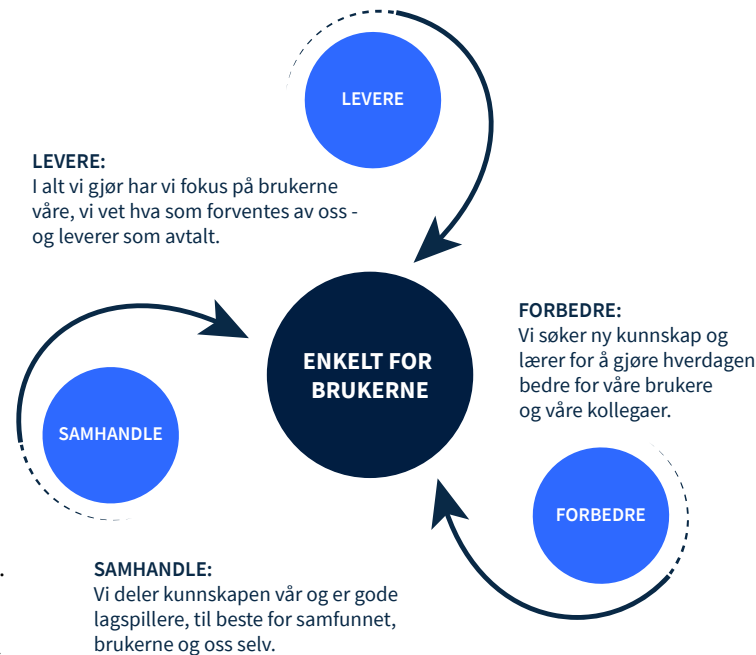 LEVERE
LEVERE:
I alt vi gjør har vi fokus på brukerne
våre, vi vet hva som forventes av oss -
og leverer som avtalt.
ENKELT FOR
BRUKERNE
FORBEDRE:
Vi søker ny kunnskap og
lærer for å gjøre hverdagen
bedre for våre brukere
og våre kollegaer.
SAMHANDLE
FORBEDRE
SAMHANDLE:
Vi deler kunnskapen vår og er gode
lagspillere, til beste for samfunnet,
brukerne og oss selv.